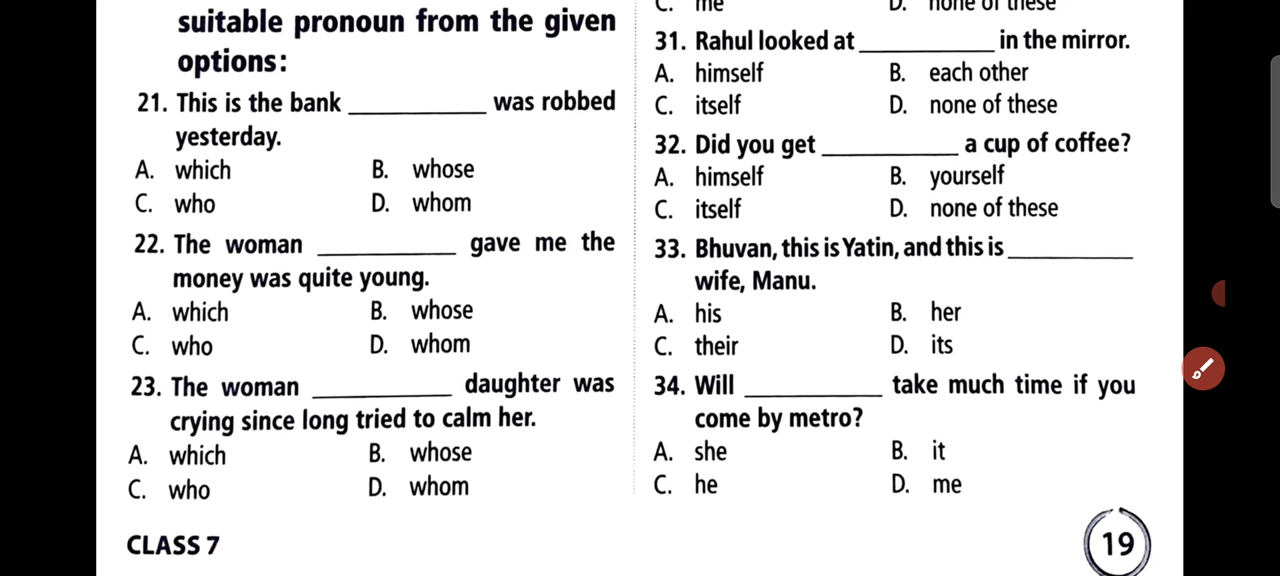 suitable pronoun from the given
options:
21. This is the bank __________ was robbed
yesterday.
A. which B. whose
C. who D. whom
22. The woman __________ gave me the
money was quite young.
A. which B. whose
C. who D. whom
23. The woman __________ daughter was
crying since long tried to calm her.
A. which B. whose
C. who D. whom
CLASS 7
C. me D. none of these
31. Rahul looked at __________ in the mirror.
A. himself B. each other
C. itself D. none of these
32. Did you get __________ a cup of coffee?
A. himself B. yourself
C. itself D. none of these
33. Bhuvan, this is Yatin, and this is __________
wife, Manu.
A. his B. her
C. their D. its
34. Will __________ take much time if you
come by metro?
A. she B. it
C. he D. me
19